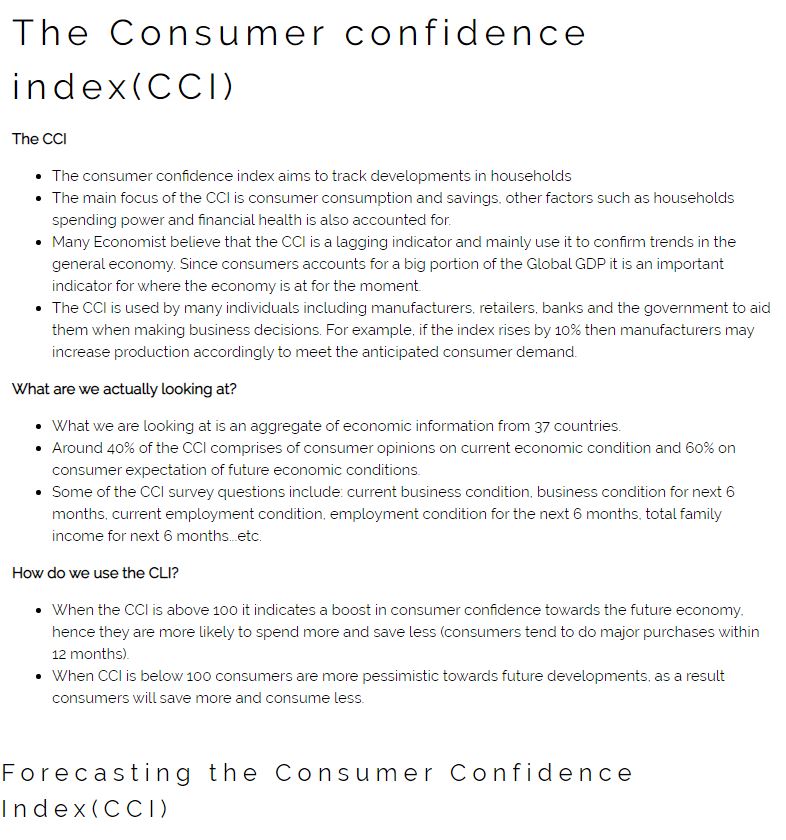 The Consumer confidence
index(CCI)
The CCI
The consumer confidence index aims to track developments in households
The main focus of the CCI is consumer consumption and savings, other factors such as households
spending power and financial health is also accounted for.
Many Economist believe that the CCI is a lagging indicator and mainly use it to confirm trends in the
general economy. Since consumers accounts for a big portion of the Global GDP it is an important
indicator for where the economy is at for the moment.
The CCI is used by many individuals including manufacturers, retailers, banks and the government to aid
them when making business decisions. For example, if the index rises by 10% then manufacturers may
increase production accordingly to meet the anticipated consumer demand.
What are we actually looking at?
What we are looking at is an aggregate of economic information from 37 countries.
Around 40% of the CCI comprises of consumer opinions on current economic condition and 60% on
consumer expectation of future economic conditions.
Some of the CCI survey questions include: current business condition, business condition for next 6
months, current employment condition, employment condition for the next 6 months, total family
income for next 6 months...etc.
How do we use the CLI?
When the CCI is above 100 it indicates a boost in consumer confidence towards the future economy,
hence they are more likely to spend more and save less (consumers tend to do major purchases within
12 months).
When CCI is below 100 consumers are more pessimistic towards future developments, as a result
consumers will save more and consume less.
Forecasting the Consumer Confidence
Index(CCI)